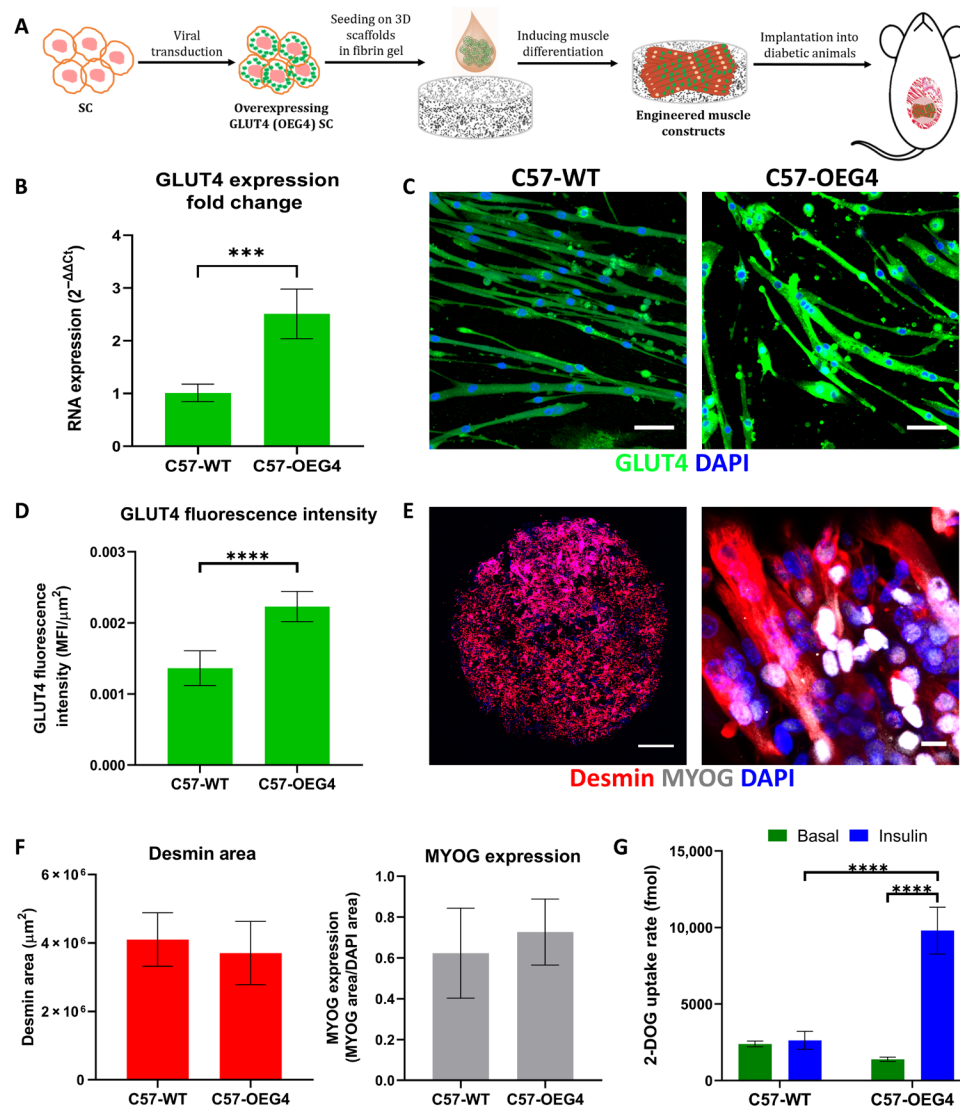 A
SC
Viral
transduction
Overexpressing
GLUT4 (OEG4) SC
Seeding on 3D
scaffolds
in fibrin gel
Inducing muscle
differentiation
Engineered muscle
constructs
Implantation into
diabetic animals
B
GLUT4 expression
fold change
RNA expression (2^−ΔΔCt)
4
3
2
1
0
***
C57-WT
C57-OEG4
C
C57-WT
C57-OEG4
GLUT4 DAPI
D
GLUT4 fluorescence intensity
GLUT4 fluorescence
intensity (MFI/μm²)
0.003
0.002
0.001
0.000
****
C57-WT
C57-OEG4
E
Desmin MYOG DAPI
F
Desmin area
Desmin area (μm²)
6 × 10⁶
4 × 10⁶
2 × 10⁶
0
C57-WT
C57-OEG4
MYOG expression
MYOG expression
(MYOG area/DAPI area)
1.0
0.8
0.6
0.4
0.2
0.0
C57-WT
C57-OEG4
G
Basal
Insulin
2-DOG uptake rate (fmol)
15,000
10,000
5000
0
****
****
C57-WT
C57-OEG4